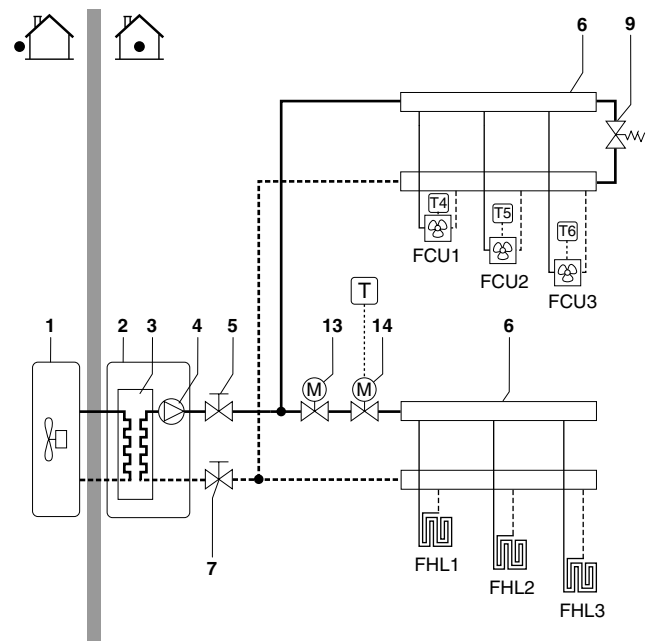 6 9
T4
T5
T6
FCU1
FCU2
FCU3
T
1 2 3 4 5 13 14 6
M M
7
FHL1
FHL2
FHL3